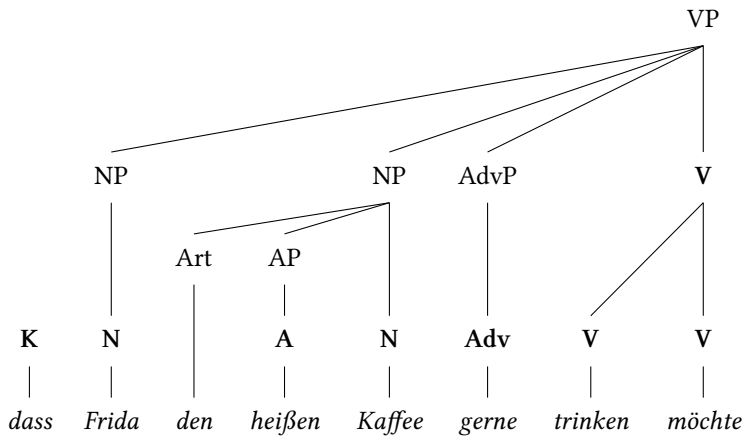 VP
NP NP AdvP V
Art AP
K N A N Adv V V
dass Frida den heißen Kaffee gerne trinken möchte